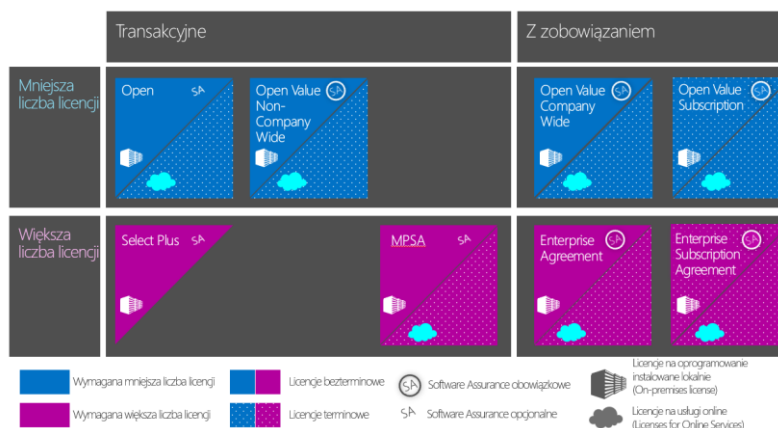 Transakcyjne
Z zobowiązaniem
Mniejsza
liczba licencji
Open
SA
Open Value
Non-
Company
Wide
SA
Open Value
Company
Wide
SA
Open Value
Subscription
SA
Większa
liczba licencji
Select Plus
SA
MPSA
SA
Enterprise
Agreement
SA
Enterprise
Subscription
Agreement
SA
Wymagana mniejsza liczba licencji
Licencje bezterminowe
SA
Software Assurance obowiązkowe
Licencje na oprogramowanie
instalowane lokalnie
(On-premises license)
Wymagana większa liczba licencji
Licencje terminowe
SA
Software Assurance opcjonalne
Licencje na usługi online
(Licenses for Online Services)